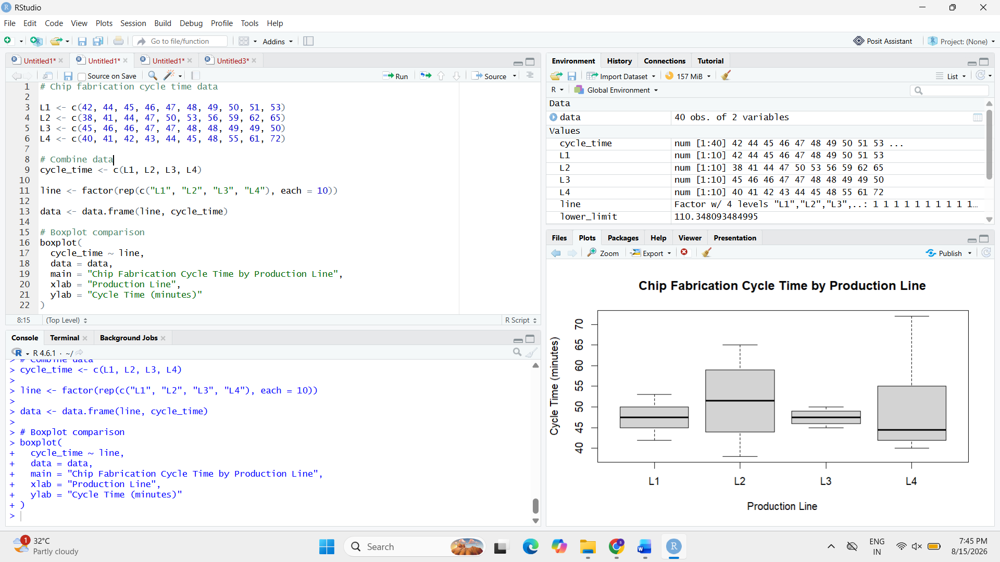 RStudio
File Edit Code View Plots Session Build Debug Profile Tools Help
Go to file/function Addins Posit Assistant Project: (None)
Untitled1* Untitled1* Untitled1* Untitled3*
Source on Save Run Source
1 # Chip fabrication cycle time data
2
3 L1 <- c(42, 44, 45, 46, 47, 48, 49, 50, 51, 53)
4 L2 <- c(38, 41, 44, 47, 50, 53, 56, 59, 62, 65)
5 L3 <- c(45, 46, 46, 47, 47, 48, 48, 49, 49, 50)
6 L4 <- c(40, 41, 42, 43, 44, 45, 48, 55, 61, 72)
7
8 # Combine data
9 cycle_time <- c(L1, L2, L3, L4)
10
11 line <- factor(rep(c("L1", "L2", "L3", "L4"), each = 10))
12
13 data <- data.frame(line, cycle_time)
14
15 # Boxplot comparison
16 boxplot(
17 cycle_time ~ line,
18 data = data,
19 main = "Chip Fabrication Cycle Time by Production Line",
20 xlab = "Production Line",
21 ylab = "Cycle Time (minutes)"
22 )
8:15 (Top Level) R Script
Console Terminal Background Jobs
R 4.6.1 · ~/
> # Combine data
> cycle_time <- c(L1, L2, L3, L4)
>
> line <- factor(rep(c("L1", "L2", "L3", "L4"), each = 10))
>
> data <- data.frame(line, cycle_time)
>
> # Boxplot comparison
> boxplot(
+ cycle_time ~ line,
+ data = data,
+ main = "Chip Fabrication Cycle Time by Production Line",
+ xlab = "Production Line",
+ ylab = "Cycle Time (minutes)"
+ )
>
Environment History Connections Tutorial
Import Dataset 157 MiB List
R Global Environment
Data
data 40 obs. of 2 variables
Values
cycle_time num [1:40] 42 44 45 46 47 48 49 50 51 53 ...
L1 num [1:10] 42 44 45 46 47 48 49 50 51 53
L2 num [1:10] 38 41 44 47 50 53 56 59 62 65
L3 num [1:10] 45 46 46 47 47 48 48 49 49 50
L4 num [1:10] 40 41 42 43 44 45 48 55 61 72
line Factor w/ 4 levels "L1","L2","L3",..: 1 1 1 1 1 1 1 1 1 1…
lower_limit 110.348093484995
Files Plots Packages Help Viewer Presentation
Zoom Export Publish
Chip Fabrication Cycle Time by Production Line
Cycle Time (minutes)
70
65
60
55
50
45
40
L1 L2 L3 L4
Production Line
1
32°C
Partly cloudy
Search
ENG
IN
7:45 PM
8/15/2026